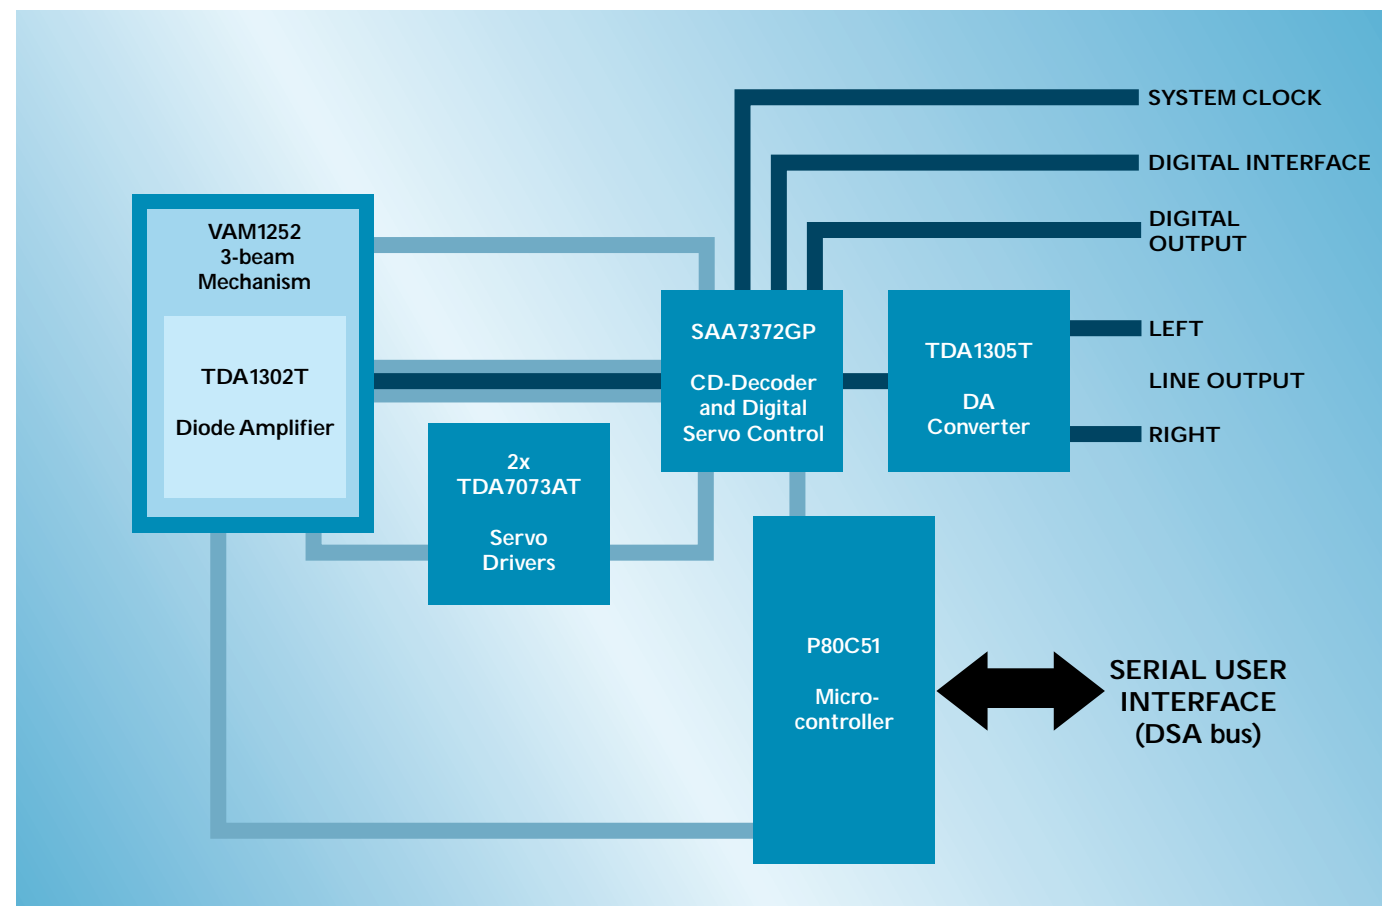 SYSTEM CLOCK
DIGITAL INTERFACE
DIGITAL
OUTPUT
VAM1252
3-beam
Mechanism
TDA1302T
Diode Amplifier
SAA7372GP
CD-Decoder
and Digital
Servo Control
TDA1305T
DA
Converter
LEFT
LINE OUTPUT
RIGHT
2x
TDA7073AT
Servo
Drivers
P80C51
Micro-
controller
SERIAL USER
INTERFACE
(DSA bus)